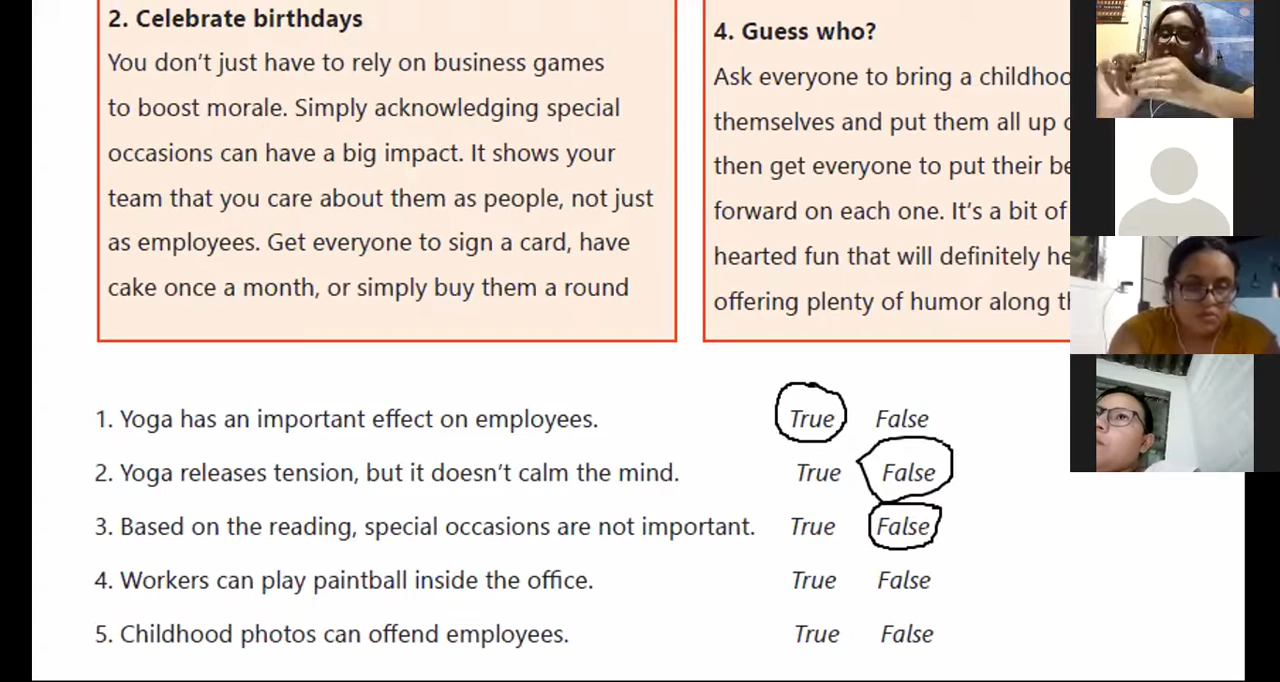 2. Celebrate birthdays
You don't just have to rely on business games
to boost morale. Simply acknowledging special
occasions can have a big impact. It shows your
team that you care about them as people, not just
as employees. Get everyone to sign a card, have
cake once a month, or simply buy them a round
4. Guess who?
Ask everyone to bring a
themselves and put them all up
then get everyone to put their
forward on each one. It's a bit of
hearted fun that will definitely
offering plenty of humor along
1. Yoga has an important effect on employees. True False
2. Yoga releases tension, but it doesn't calm the mind. True False
3. Based on the reading, special occasions are not important. True False
4. Workers can play paintball inside the office. True False
5. Childhood photos can offend employees. True False